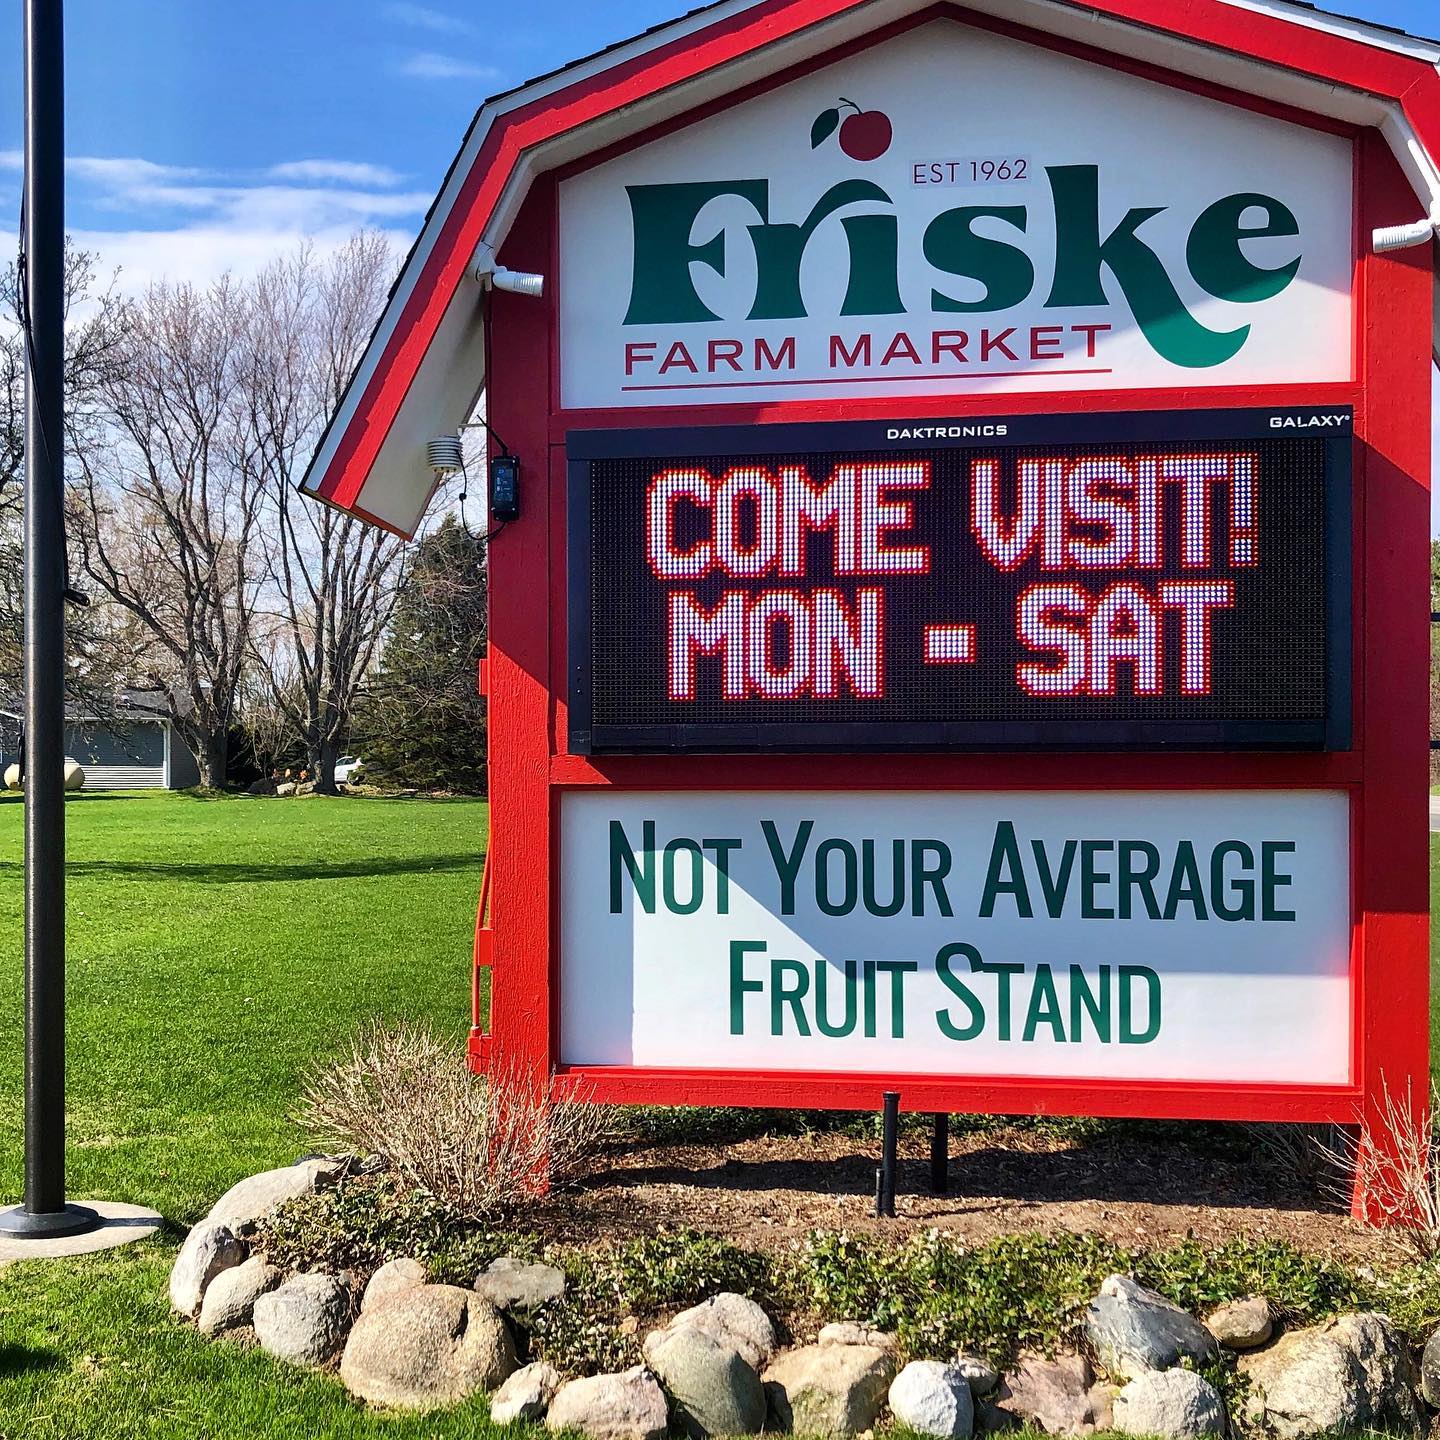 EST 1962
Friske
FARM MARKET
DAKTRONICS
GALAXY®
COME VISIT!
MON - SAT
NOT YOUR AVERAGE
FRUIT STAND